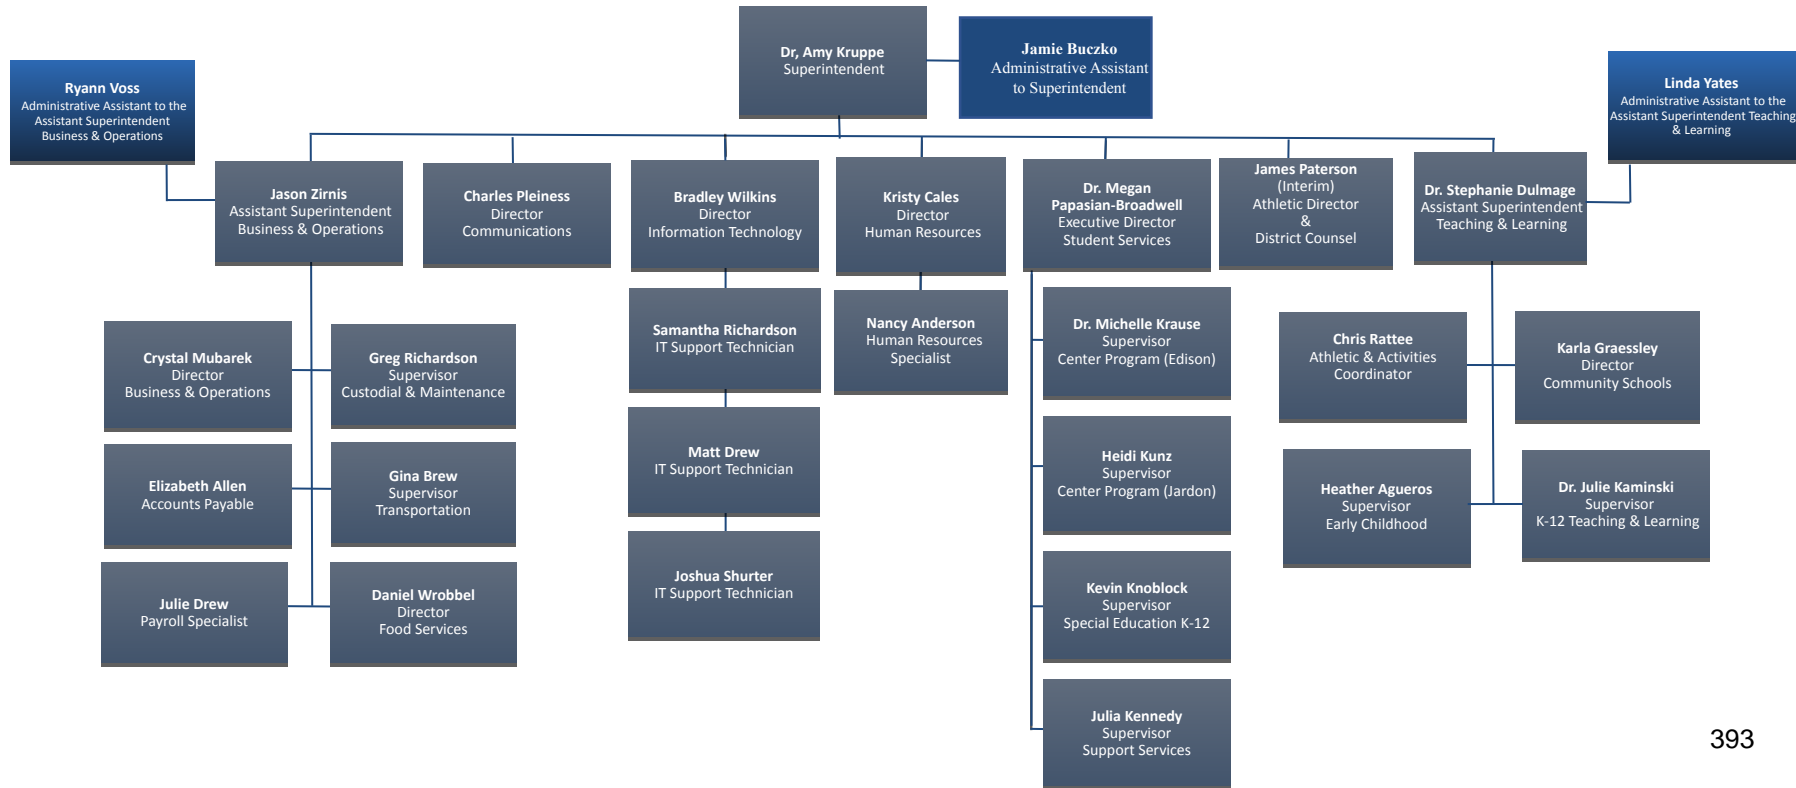 Dr, Amy Kruppe
Superintendent
Jamie Buczko
Administrative Assistant
to Superintendent
Ryann Voss
Administrative Assistant to the
Assistant Superintendent
Business & Operations
Linda Yates
Administrative Assistant to the
Assistant Superintendent Teaching
& Learning
Jason Zirnis
Assistant Superintendent
Business & Operations
Charles Pleiness
Director
Communications
Bradley Wilkins
Director
Information Technology
Kristy Cales
Director
Human Resources
Dr. Megan
Papasian-Broadwell
Executive Director
Student Services
James Paterson
(Interim)
Athletic Director
&
District Counsel
Dr. Stephanie Dulmage
Assistant Superintendent
Teaching & Learning
Crystal Mubarek
Director
Business & Operations
Greg Richardson
Supervisor
Custodial & Maintenance
Elizabeth Allen
Accounts Payable
Gina Brew
Supervisor
Transportation
Julie Drew
Payroll Specialist
Daniel Wrobbel
Director
Food Services
Samantha Richardson
IT Support Technician
Matt Drew
IT Support Technician
Joshua Shurter
IT Support Technician
Nancy Anderson
Human Resources
Specialist
Dr. Michelle Krause
Supervisor
Center Program (Edison)
Heidi Kunz
Supervisor
Center Program (Jardon)
Kevin Knoblock
Supervisor
Special Education K-12
Julia Kennedy
Supervisor
Support Services
Chris Rattee
Athletic & Activities
Coordinator
Karla Graessley
Director
Community Schools
Heather Agueros
Supervisor
Early Childhood
Dr. Julie Kaminski
Supervisor
K-12 Teaching & Learning
393